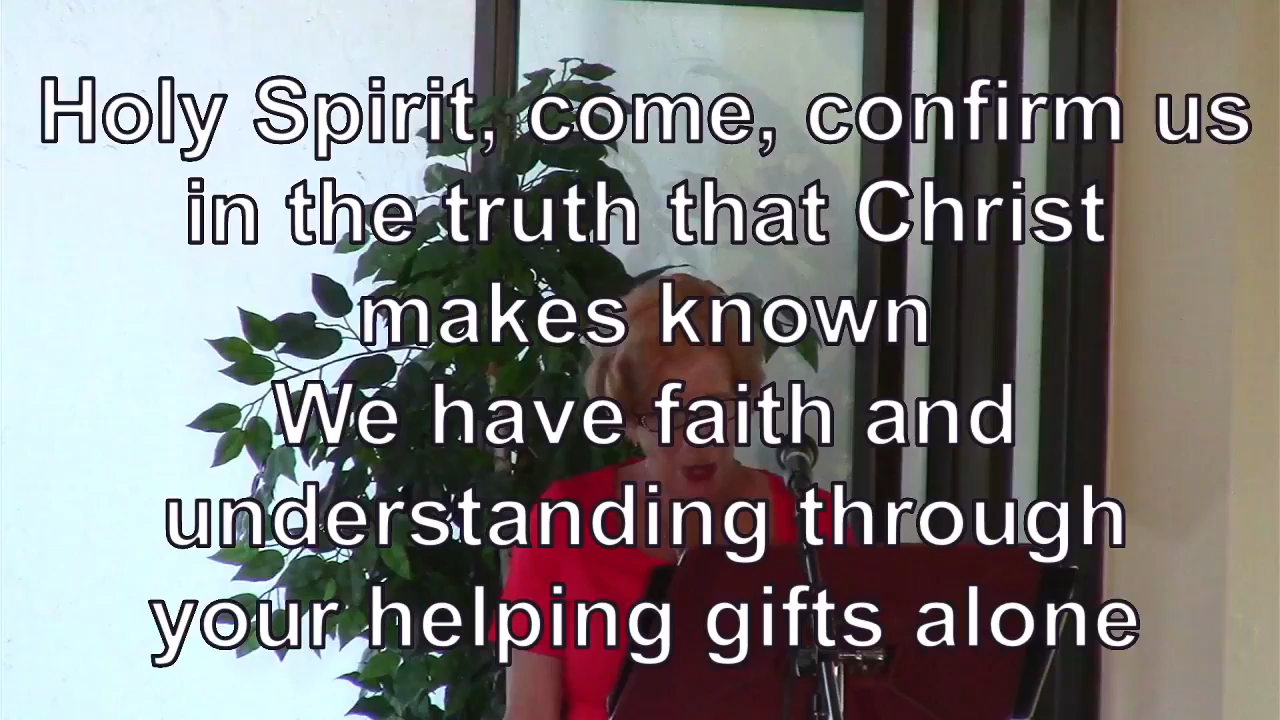 Holy Spirit, come, confirm us
in the truth that Christ
makes known
We have faith and
understanding through
your helping gifts alone